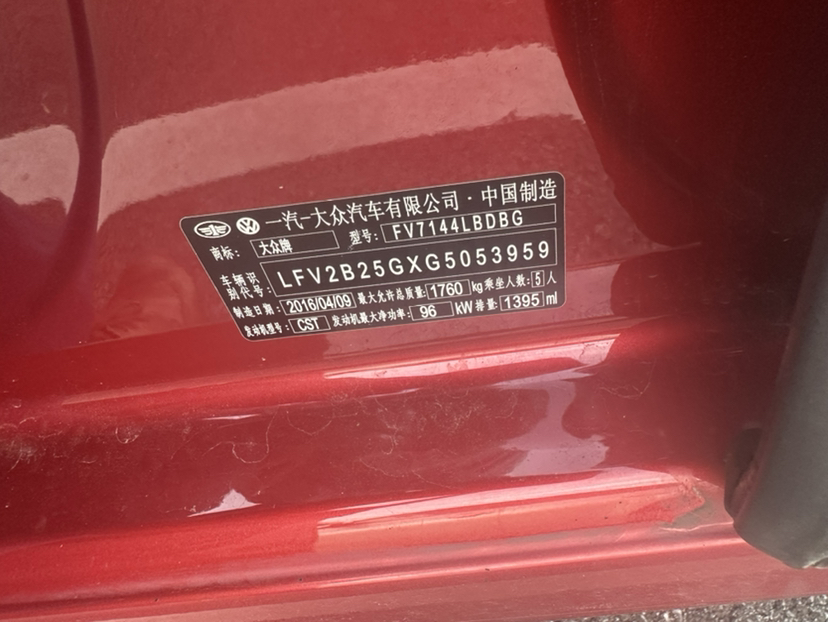 一汽-大众汽车有限公司·中国制造
商标: 大众牌 型号: FV7144LBDBG
车辆识别代号: LFV2B25GXG5053959
制造日期: 2016/04/09 最大允许总质量: 1760 kg 乘坐人数: 5 人
发动机型号: CST 发动机最大净功率: 96 kW 排量: 1395 ml